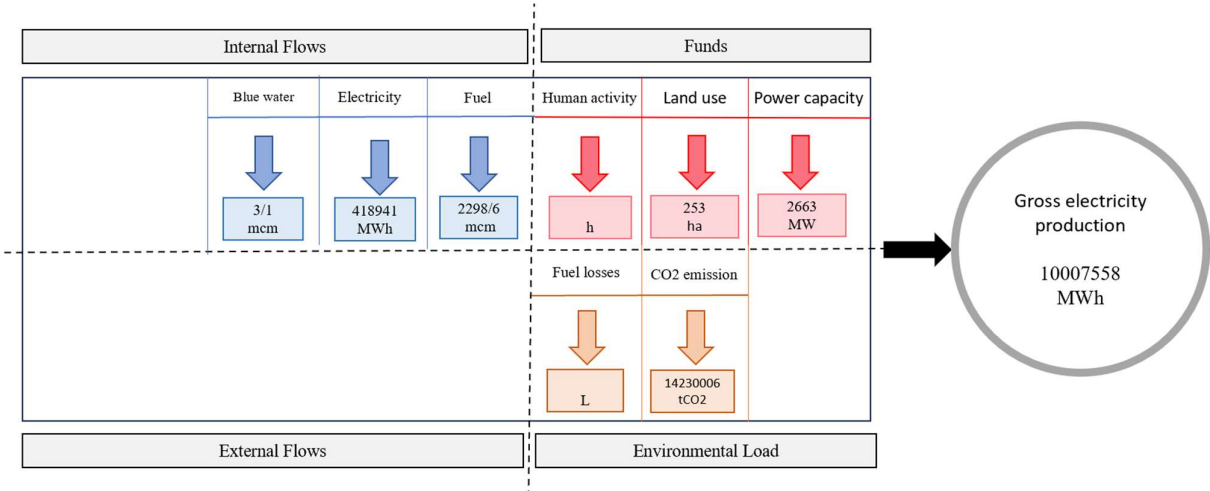 Internal Flows
Funds
Blue water
Electricity
Fuel
Human activity
Land use
Power capacity
3/1
mcm
418941
MWh
2298/6
mcm
h
253
ha
2663
MW
Gross electricity
production
10007558
MWh
Fuel losses
CO2 emission
L
14230006
tCO2
External Flows
Environmental Load